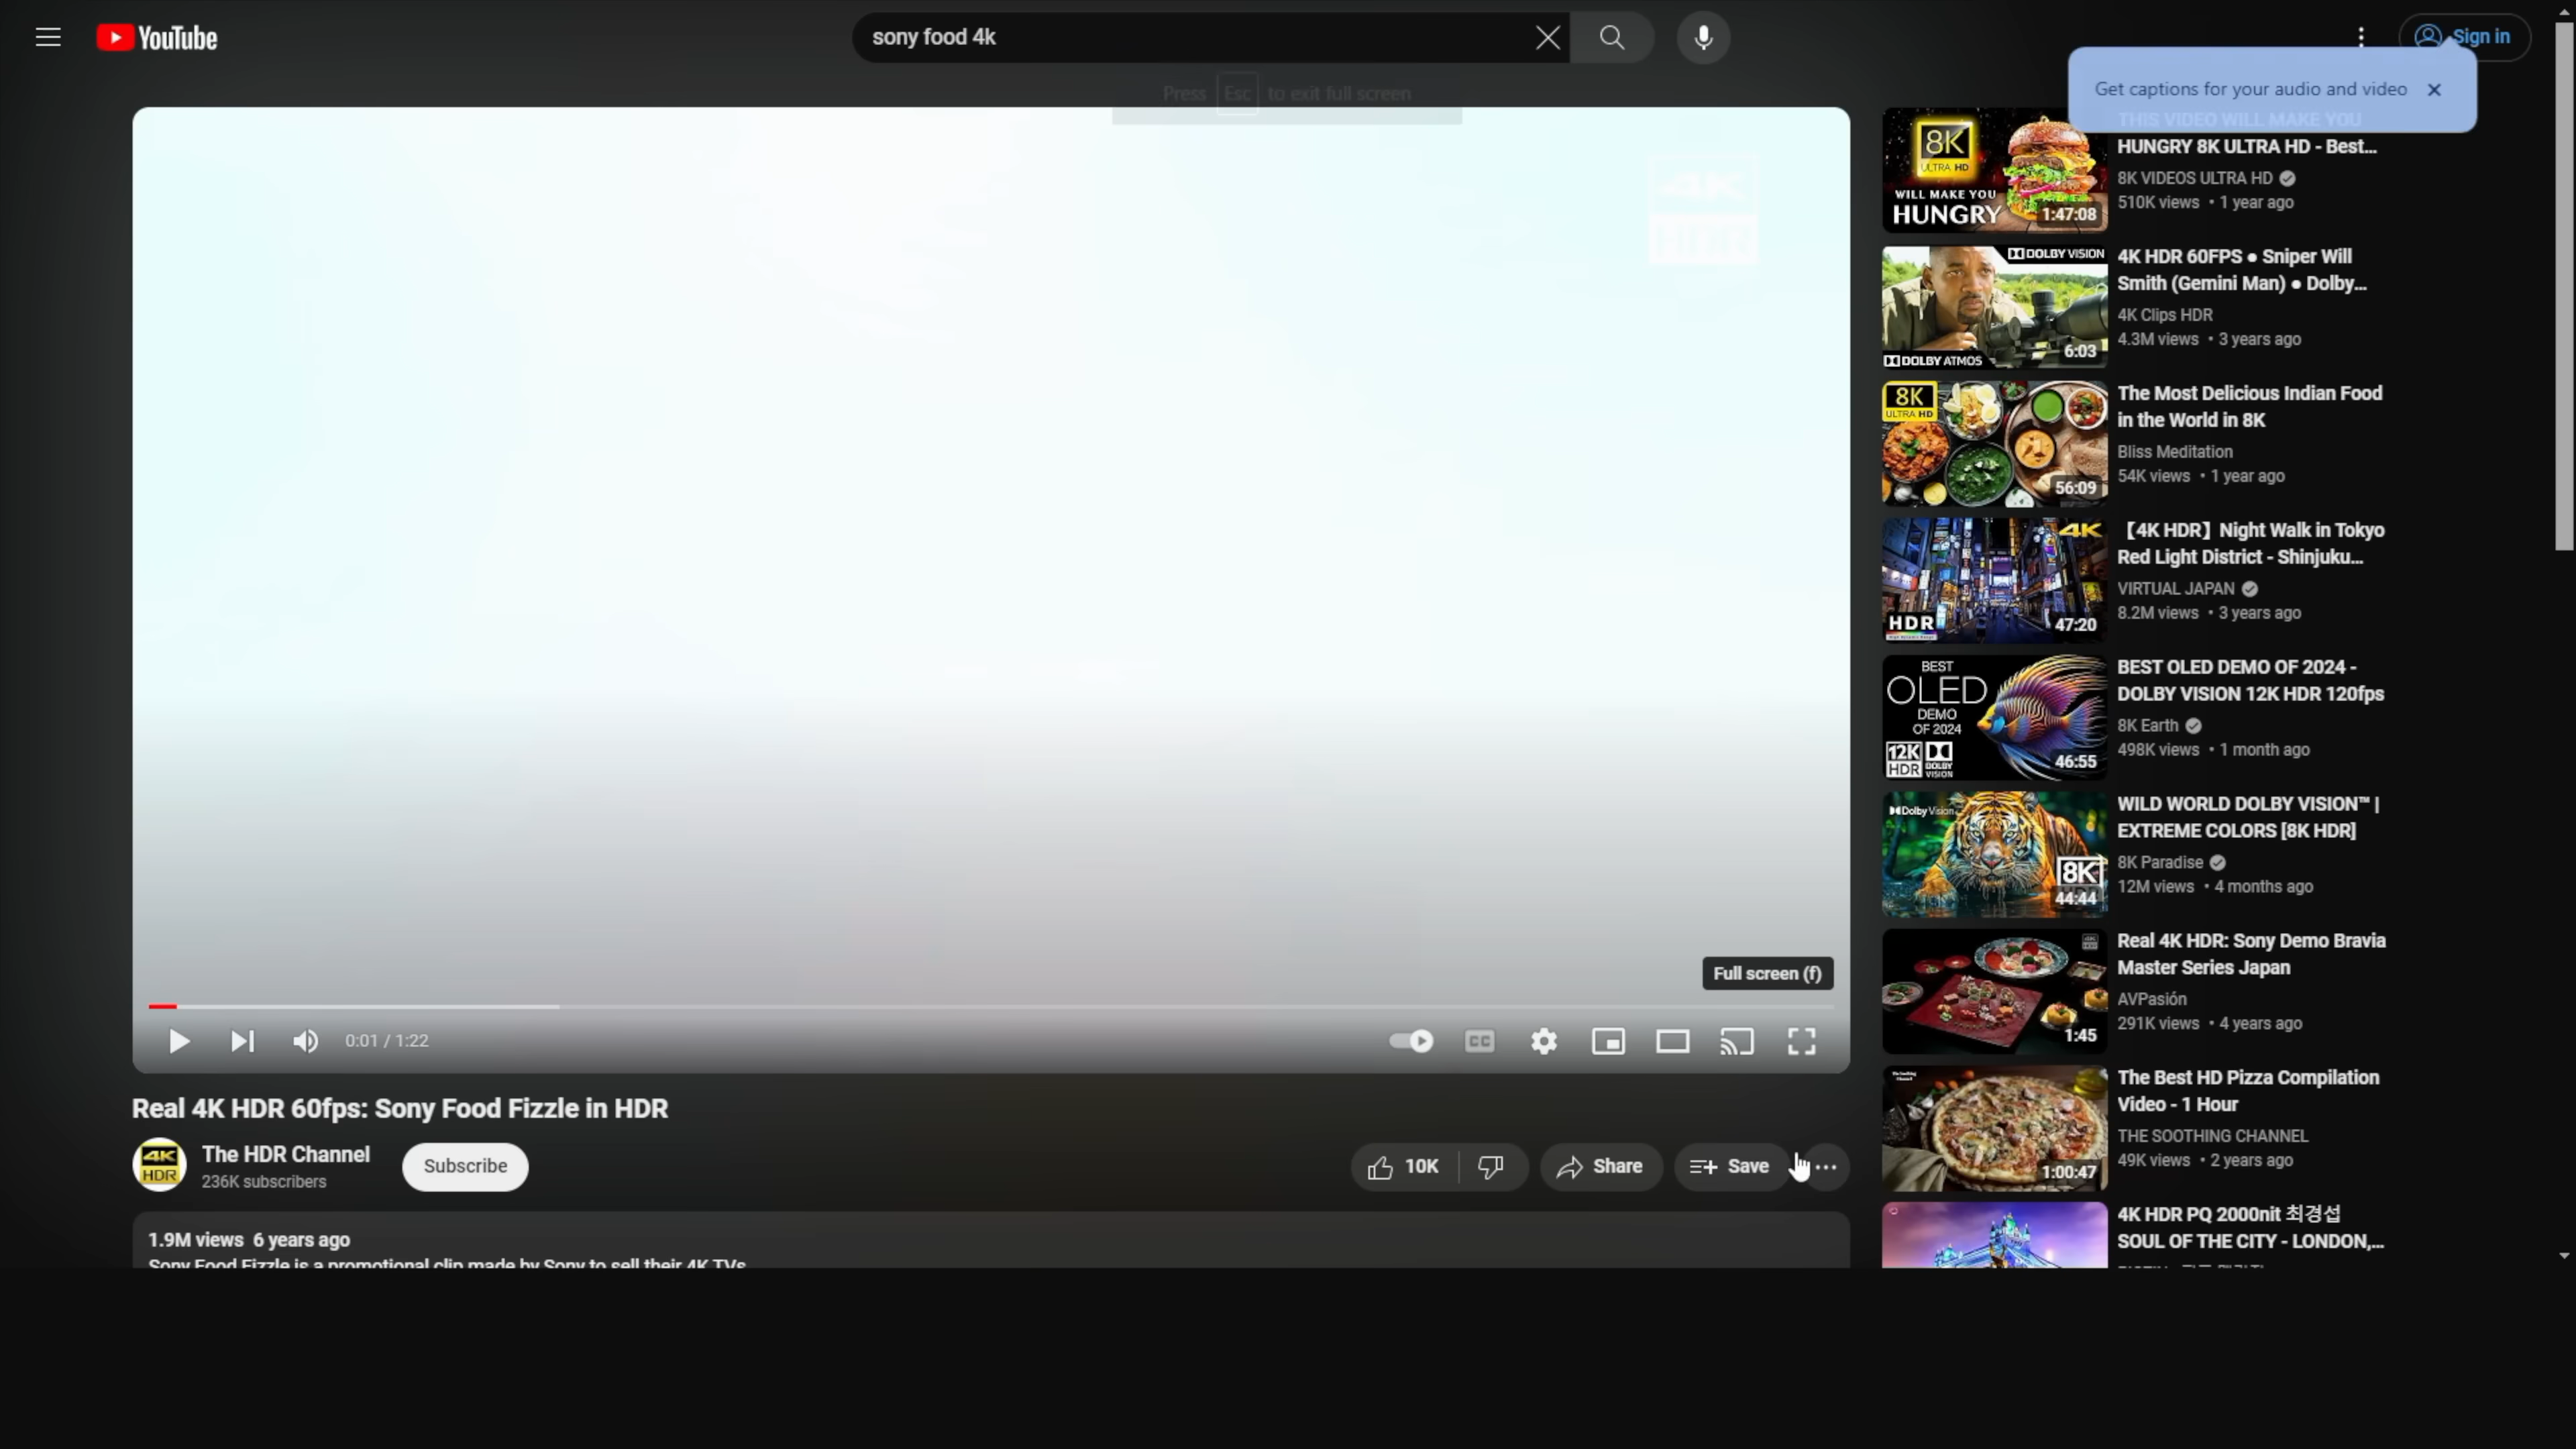 YouTube
sony food 4k
Sign in
Press Esc to exit full screen
Get captions for your audio and video
4K
HDR
Full screen (f)
0:01 / 1:22
CC
Real 4K HDR 60fps: Sony Food Fizzle in HDR
4K
HDR
The HDR Channel
236K subscribers
Subscribe
10K
Share
Save
1.9M views 6 years ago
Sony Food Fizzle is a promotional clip made by Sony to sell their 4K TVs
8K
ULTRA HD
WILL MAKE YOU
HUNGRY
1:47:08
THIS VIDEO WILL MAKE YOU
HUNGRY 8K ULTRA HD - Best...
8K VIDEOS ULTRA HD
510K views • 1 year ago
DOLBY VISION
DOLBY ATMOS
6:03
4K HDR 60FPS ● Sniper Will
Smith (Gemini Man) ● Dolby...
4K Clips HDR
4.3M views • 3 years ago
8K
ULTRA HD
56:09
The Most Delicious Indian Food
in the World in 8K
Bliss Meditation
54K views • 1 year ago
4K
HDR
47:20
【4K HDR】Night Walk in Tokyo
Red Light District - Shinjuku...
VIRTUAL JAPAN
8.2M views • 3 years ago
BEST
OLED
DEMO
OF 2024
12K
HDR
DOLBY
VISION
46:55
BEST OLED DEMO OF 2024 -
DOLBY VISION 12K HDR 120fps
8K Earth
498K views • 1 month ago
Dolby Vision
8K
44:44
WILD WORLD DOLBY VISION™ |
EXTREME COLORS [8K HDR]
8K Paradise
12M views • 4 months ago
1:45
Real 4K HDR: Sony Demo Bravia
Master Series Japan
AVPasión
291K views • 4 years ago
1:00:47
The Best HD Pizza Compilation
Video - 1 Hour
THE SOOTHING CHANNEL
49K views • 2 years ago
4K HDR PQ 2000nit 최경섭
SOUL OF THE CITY - LONDON,...